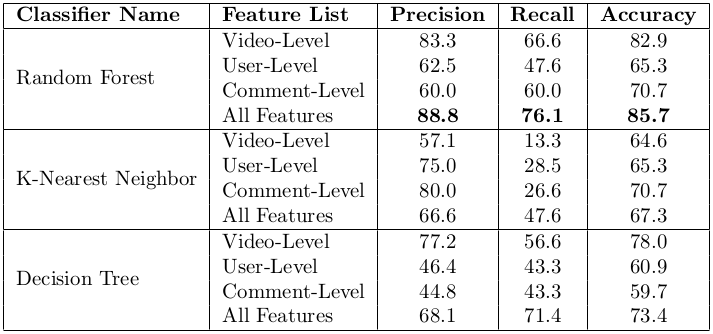 Classifier Name Feature List Precision Recall Accuracy
Random Forest
Video-Level 83.3 66.6 82.9
User-Level 62.5 47.6 65.3
Comment-Level 60.0 60.0 70.7
All Features 88.8 76.1 85.7
K-Nearest Neighbor
Video-Level 57.1 13.3 64.6
User-Level 75.0 28.5 65.3
Comment-Level 80.0 26.6 70.7
All Features 66.6 47.6 67.3
Decision Tree
Video-Level 77.2 56.6 78.0
User-Level 46.4 43.3 60.9
Comment-Level 44.8 43.3 59.7
All Features 68.1 71.4 73.4